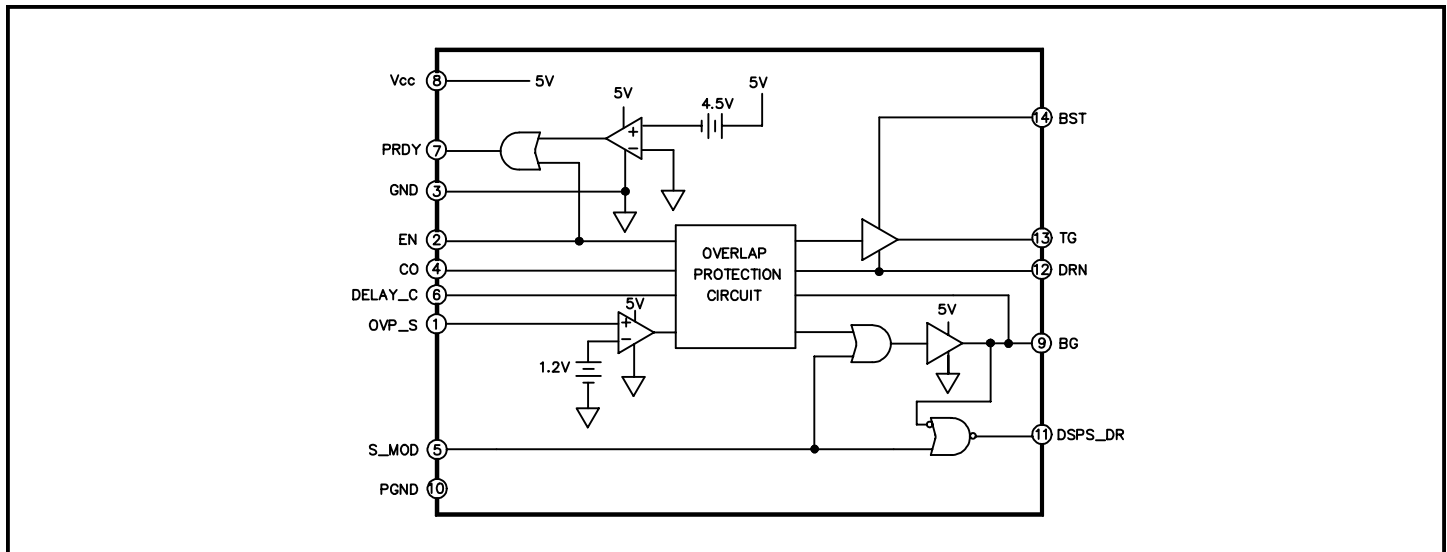 Vcc 8 5V
5V
4.5V
5V
14 BST
PRDY 7
+
−
GND 3
EN 2
13 TG
OVERLAP
PROTECTION
CIRCUIT
CO 4
12 DRN
DELAY_C 6
5V
5V
OVP_S 1
+
−
9 BG
1.2V
S_MOD 5
11 DSPS_DR
PGND 10